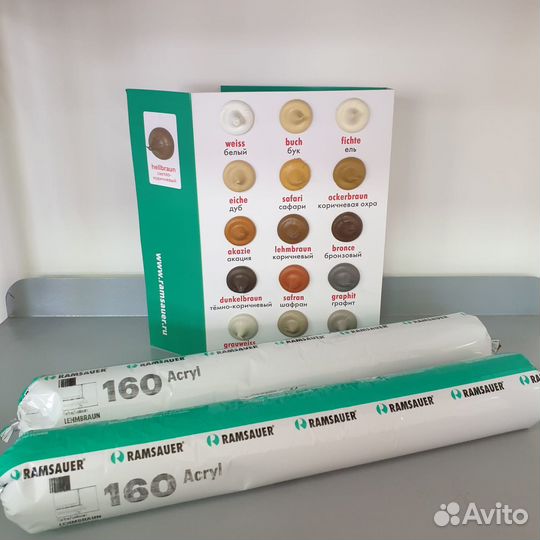 hellbraun
светло-
коричневый
www.ramsauer.ru
weiss
белый
buch
бук
fichte
ель
eiche
дуб
safari
сафари
ockerbraun
коричневая охра
akazie
акация
lehmbraun
коричневый
bronce
бронзовый
dunkelbraun
тёмно-коричневый
safran
шафран
graphit
графит
grauweiss
RAMSAUER
RAMSAUER
RAMSAUER
RAMSAUER
RAMSAUER
RAMSAUER
160 Acryl
LEHMBRAUN
RAMSAUER
RAMSAUER
RAMSAUER
RAMSAUER
RAMSAUER
RAMSAUER
160 Acryl
LEHMBRAUN
Avito